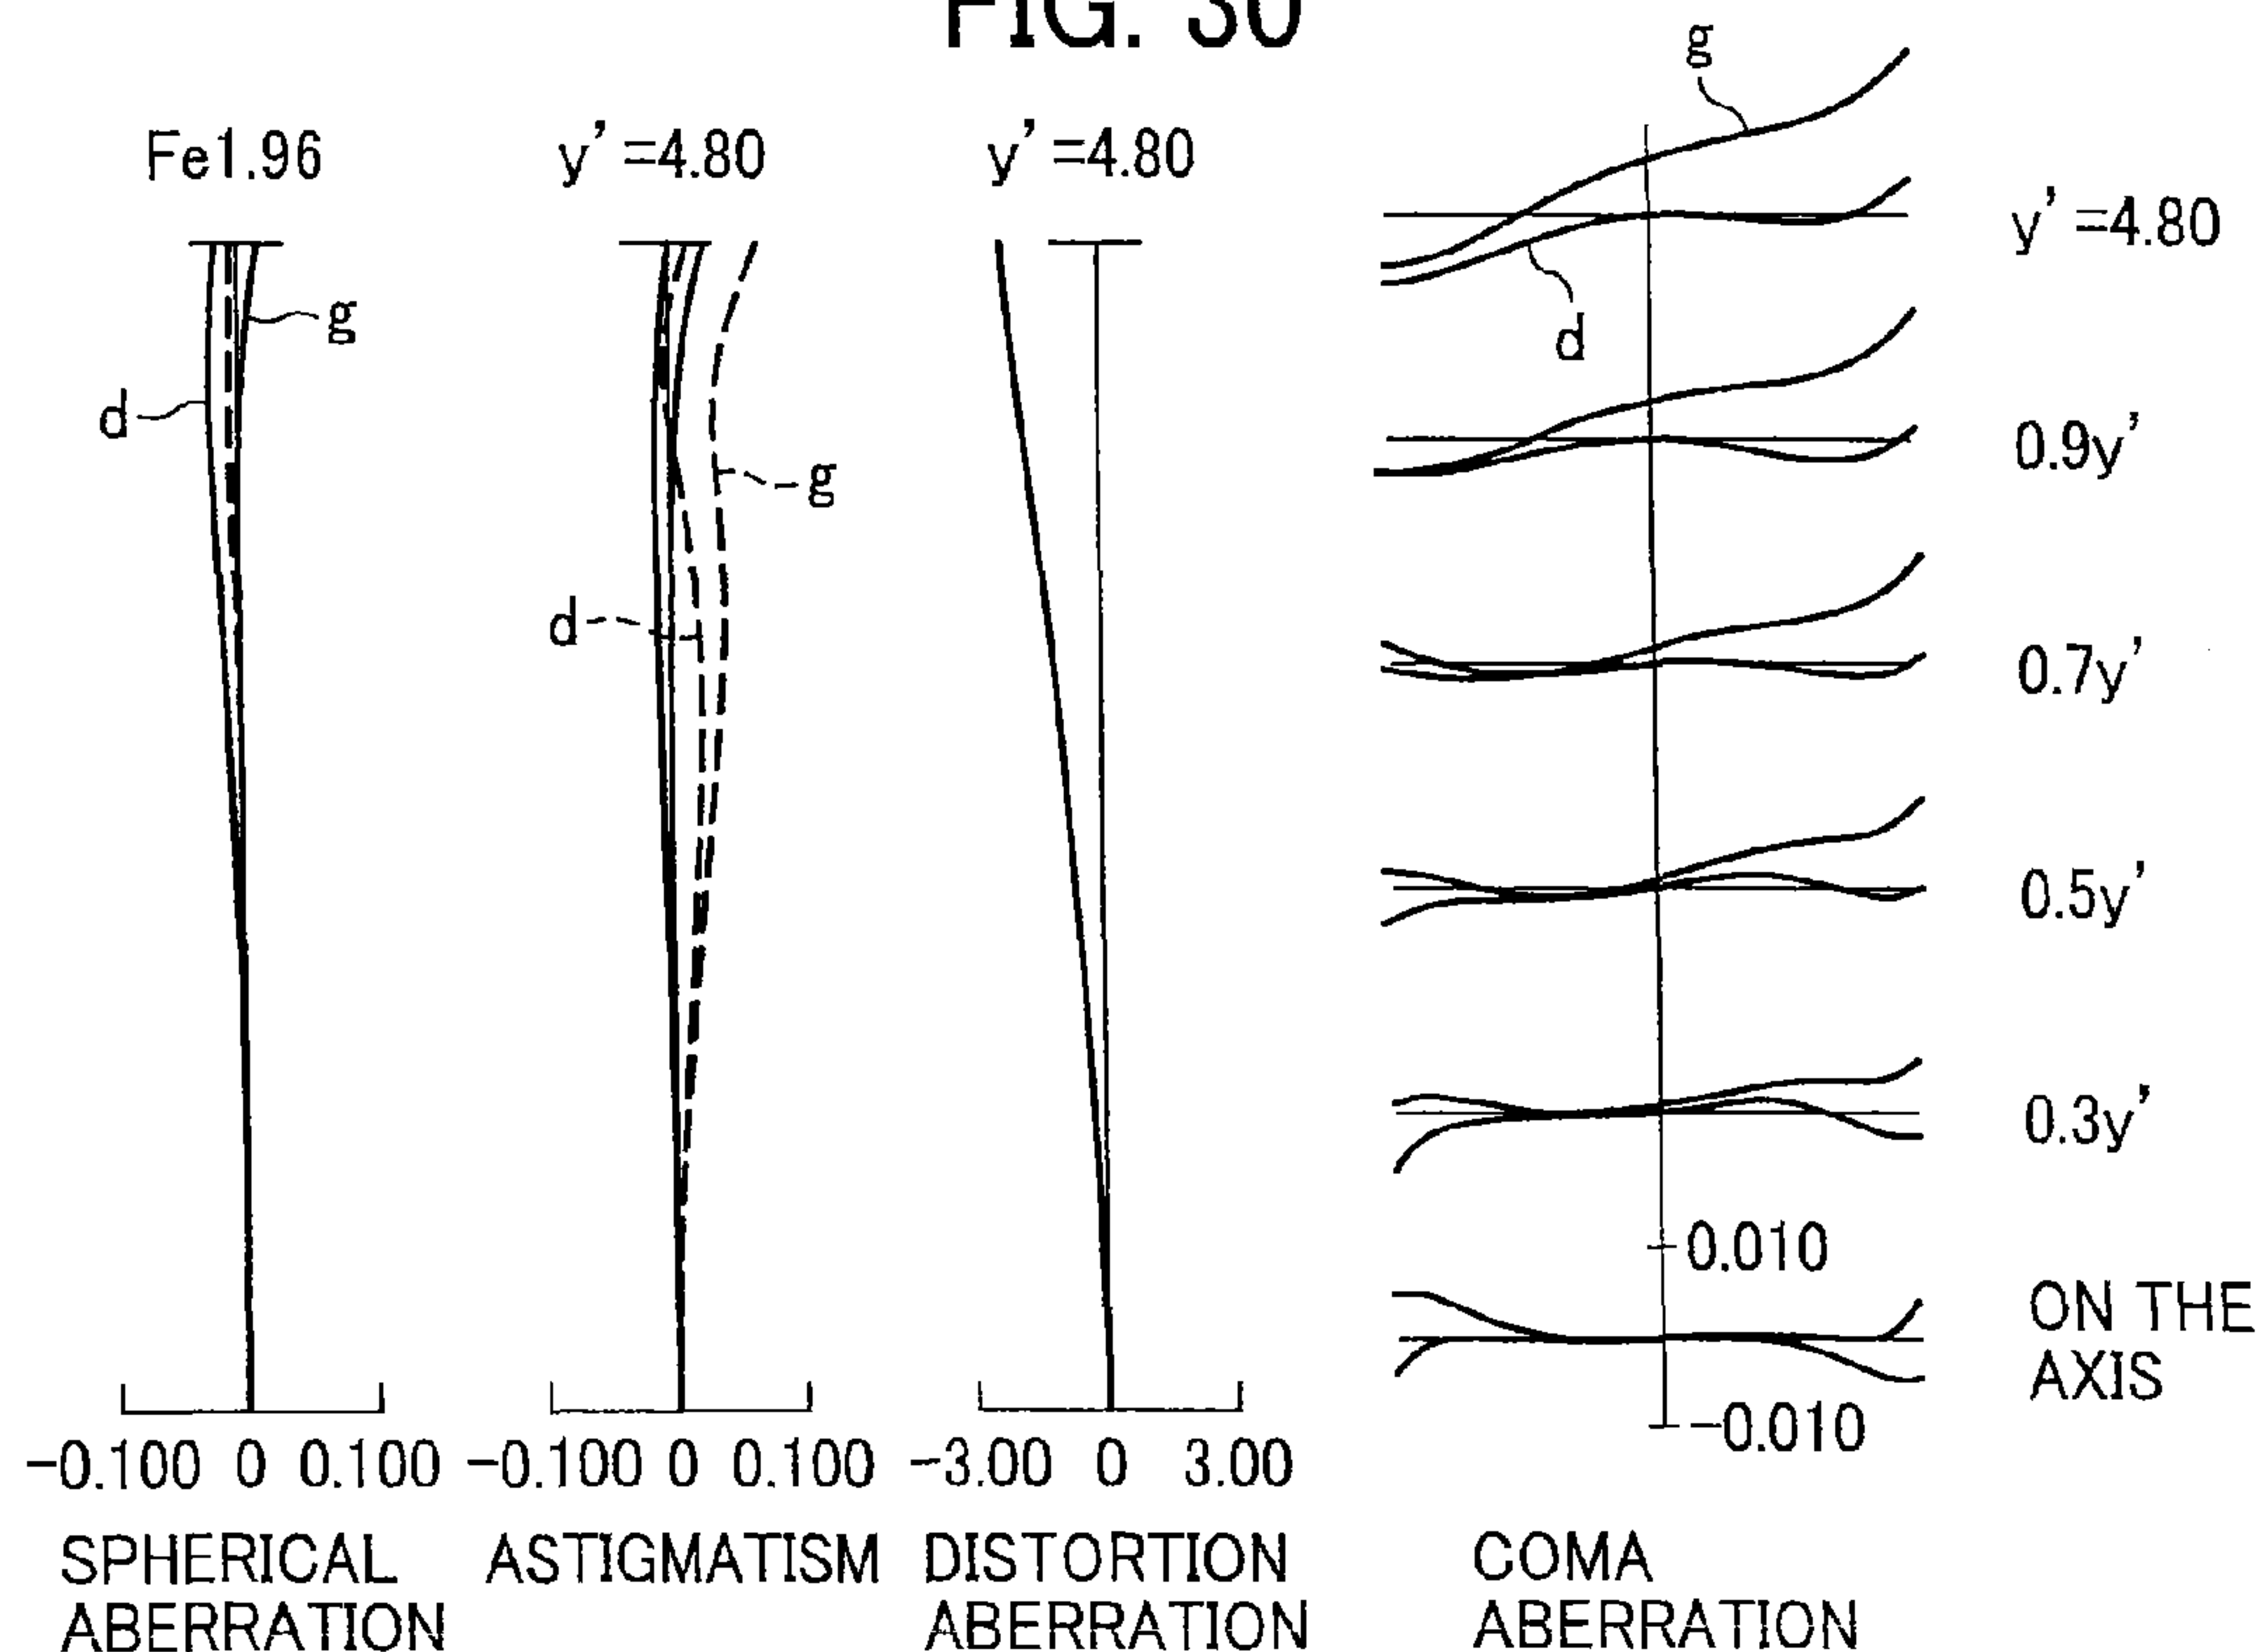 FIG. 30
Fe1.96
y'=4.80
y'=4.80
g
d
g
d
g
d
y'=4.80
0.9y'
0.7y'
0.5y'
0.3y'
0.010
ON THE
AXIS
-0.010
-0.100 0 0.100
-0.100 0 0.100
-3.00 0 3.00
SPHERICAL
ABERRATION
ASTIGMATISM
DISTORTION
ABERRATION
COMA
ABERRATION